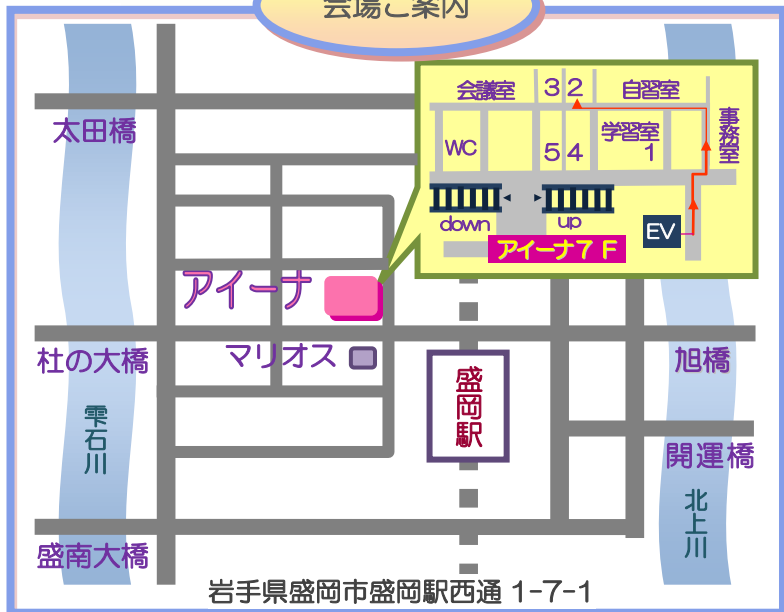 会場ご案内
会議室
3 2
自習室
事務室
WC
5 4
学習室
1
down
up
EV
アイーナ7 F
太田橋
アイーナ
マリオス
杜の大橋
旭橋
盛岡駅
雫石川
開運橋
北上川
盛南大橋
岩手県盛岡市盛岡駅西通 1-7-1